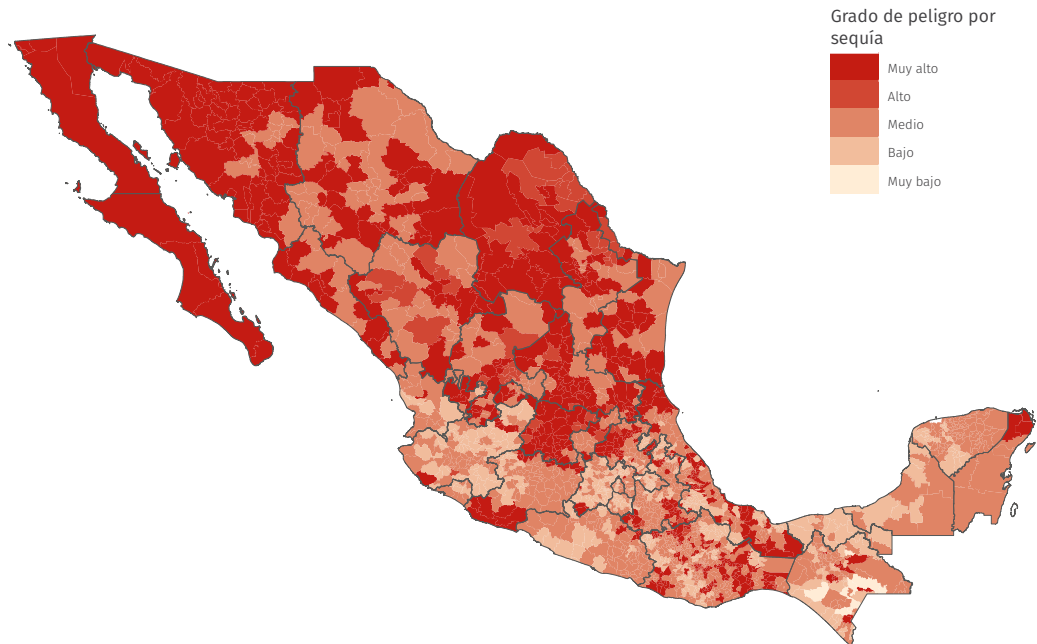 Grado de peligro por
sequía
Muy alto
Alto
Medio
Bajo
Muy bajo